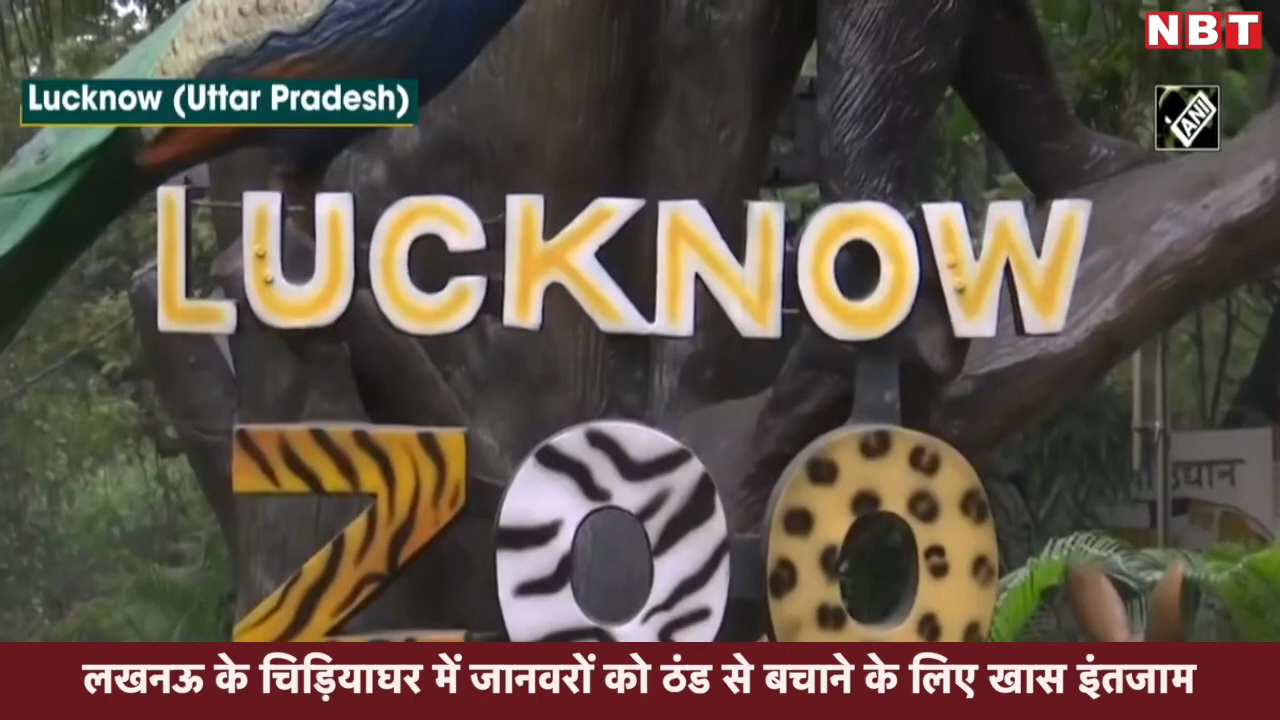 NBT
Lucknow (Uttar Pradesh)
ANI
LUCKNOW
ZOO
लखनऊ के चिड़ियाघर में जानवरों को ठंड से बचाने के लिए खास इंतजाम